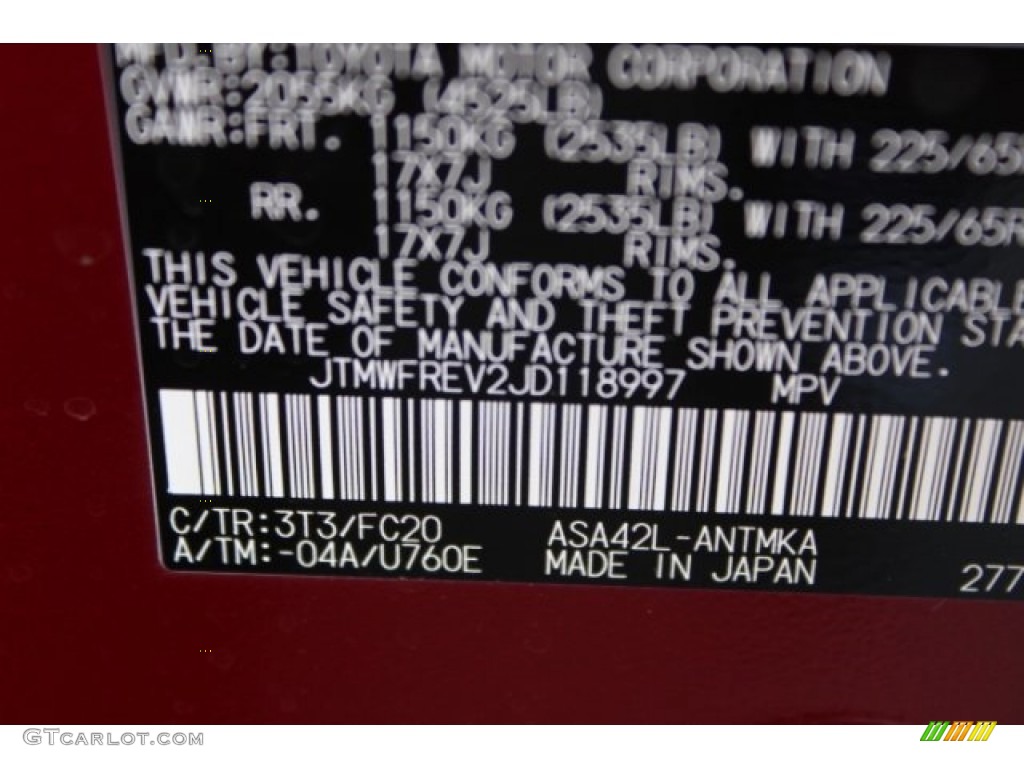 MFD.BY:TOYOTA MOTOR CORPORATION
GVWR:2055KG (4525LB)
GAWR:FRT. 1150KG (2535LB) WITH 225/65R
17X7J RIMS.
RR. 1150KG (2535LB) WITH 225/65R
17X7J RIMS.
THIS VEHICLE CONFORMS TO ALL APPLICABLE
VEHICLE SAFETY AND THEFT PREVENTION STA
THE DATE OF MANUFACTURE SHOWN ABOVE.
JTMWFREV2JD118997 MPV
C/TR:3T3/FC20 ASA42L-ANTMKA
A/TM:-04A/U760E MADE IN JAPAN 277
GTCarlot.com